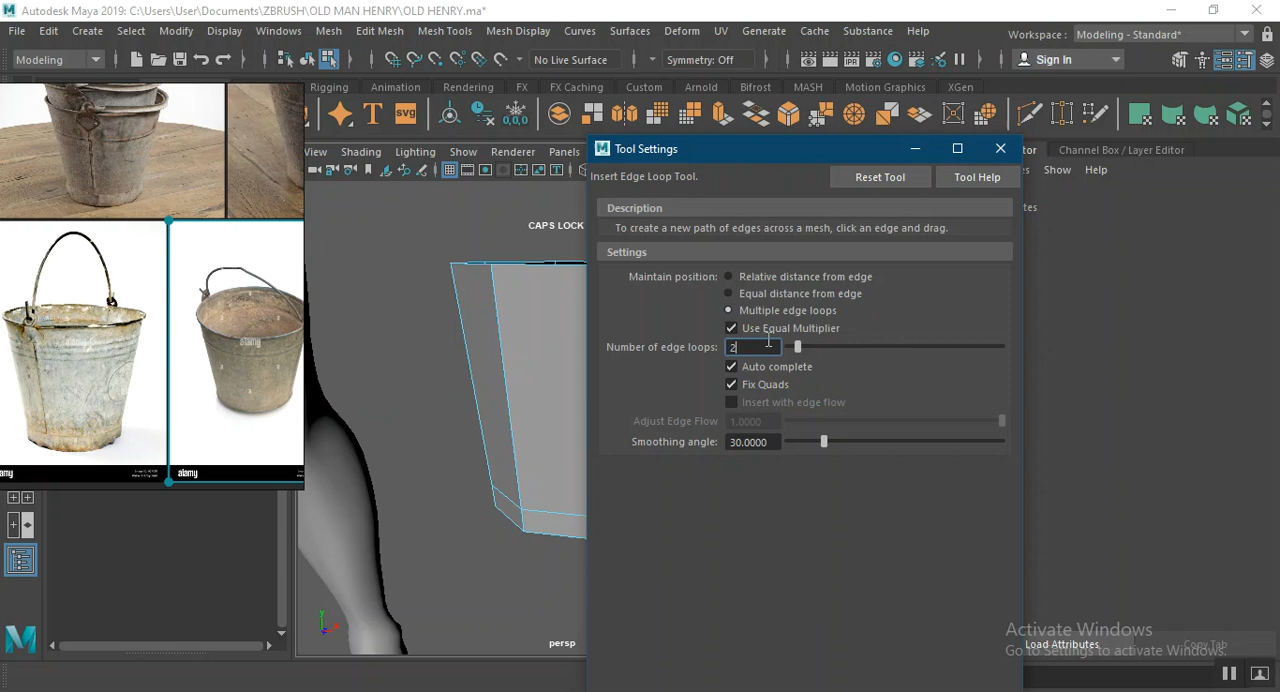 Autodesk Maya 2019: C:\Users\User\Documents\ZBRUSH\OLD MAN HENRY\OLD HENRY.ma*
File Edit Create Select Modify Display Windows Mesh Edit Mesh Mesh Tools Mesh Display Curves Surfaces Deform UV Generate Cache Substance Help
Workspace : Modeling - Standard*
Modeling No Live Surface Symmetry: Off Sign In
Rigging Animation Rendering FX FX Caching Custom Arnold Bifrost MASH Motion Graphics XGen
T svg 0,0,0 IPR
View Shading Lighting Show Renderer Panels
Tool Settings
Channel Box / Layer Editor
Insert Edge Loop Tool.
Reset Tool Tool Help
Show Help
Description
To create a new path of edges across a mesh, click an edge and drag.
CAPS LOCK
Settings
Maintain position: Relative distance from edge
Equal distance from edge
Multiple edge loops
Use Equal Multiplier
Number of edge loops: 2
Auto complete
Fix Quads
Insert with edge flow
Adjust Edge Flow 1.0000
Smoothing angle: 30.0000
alamy
alamy
alamy
persp
Activate Windows
Go to Settings to activate Windows.
Load Attributes
Copy Tab